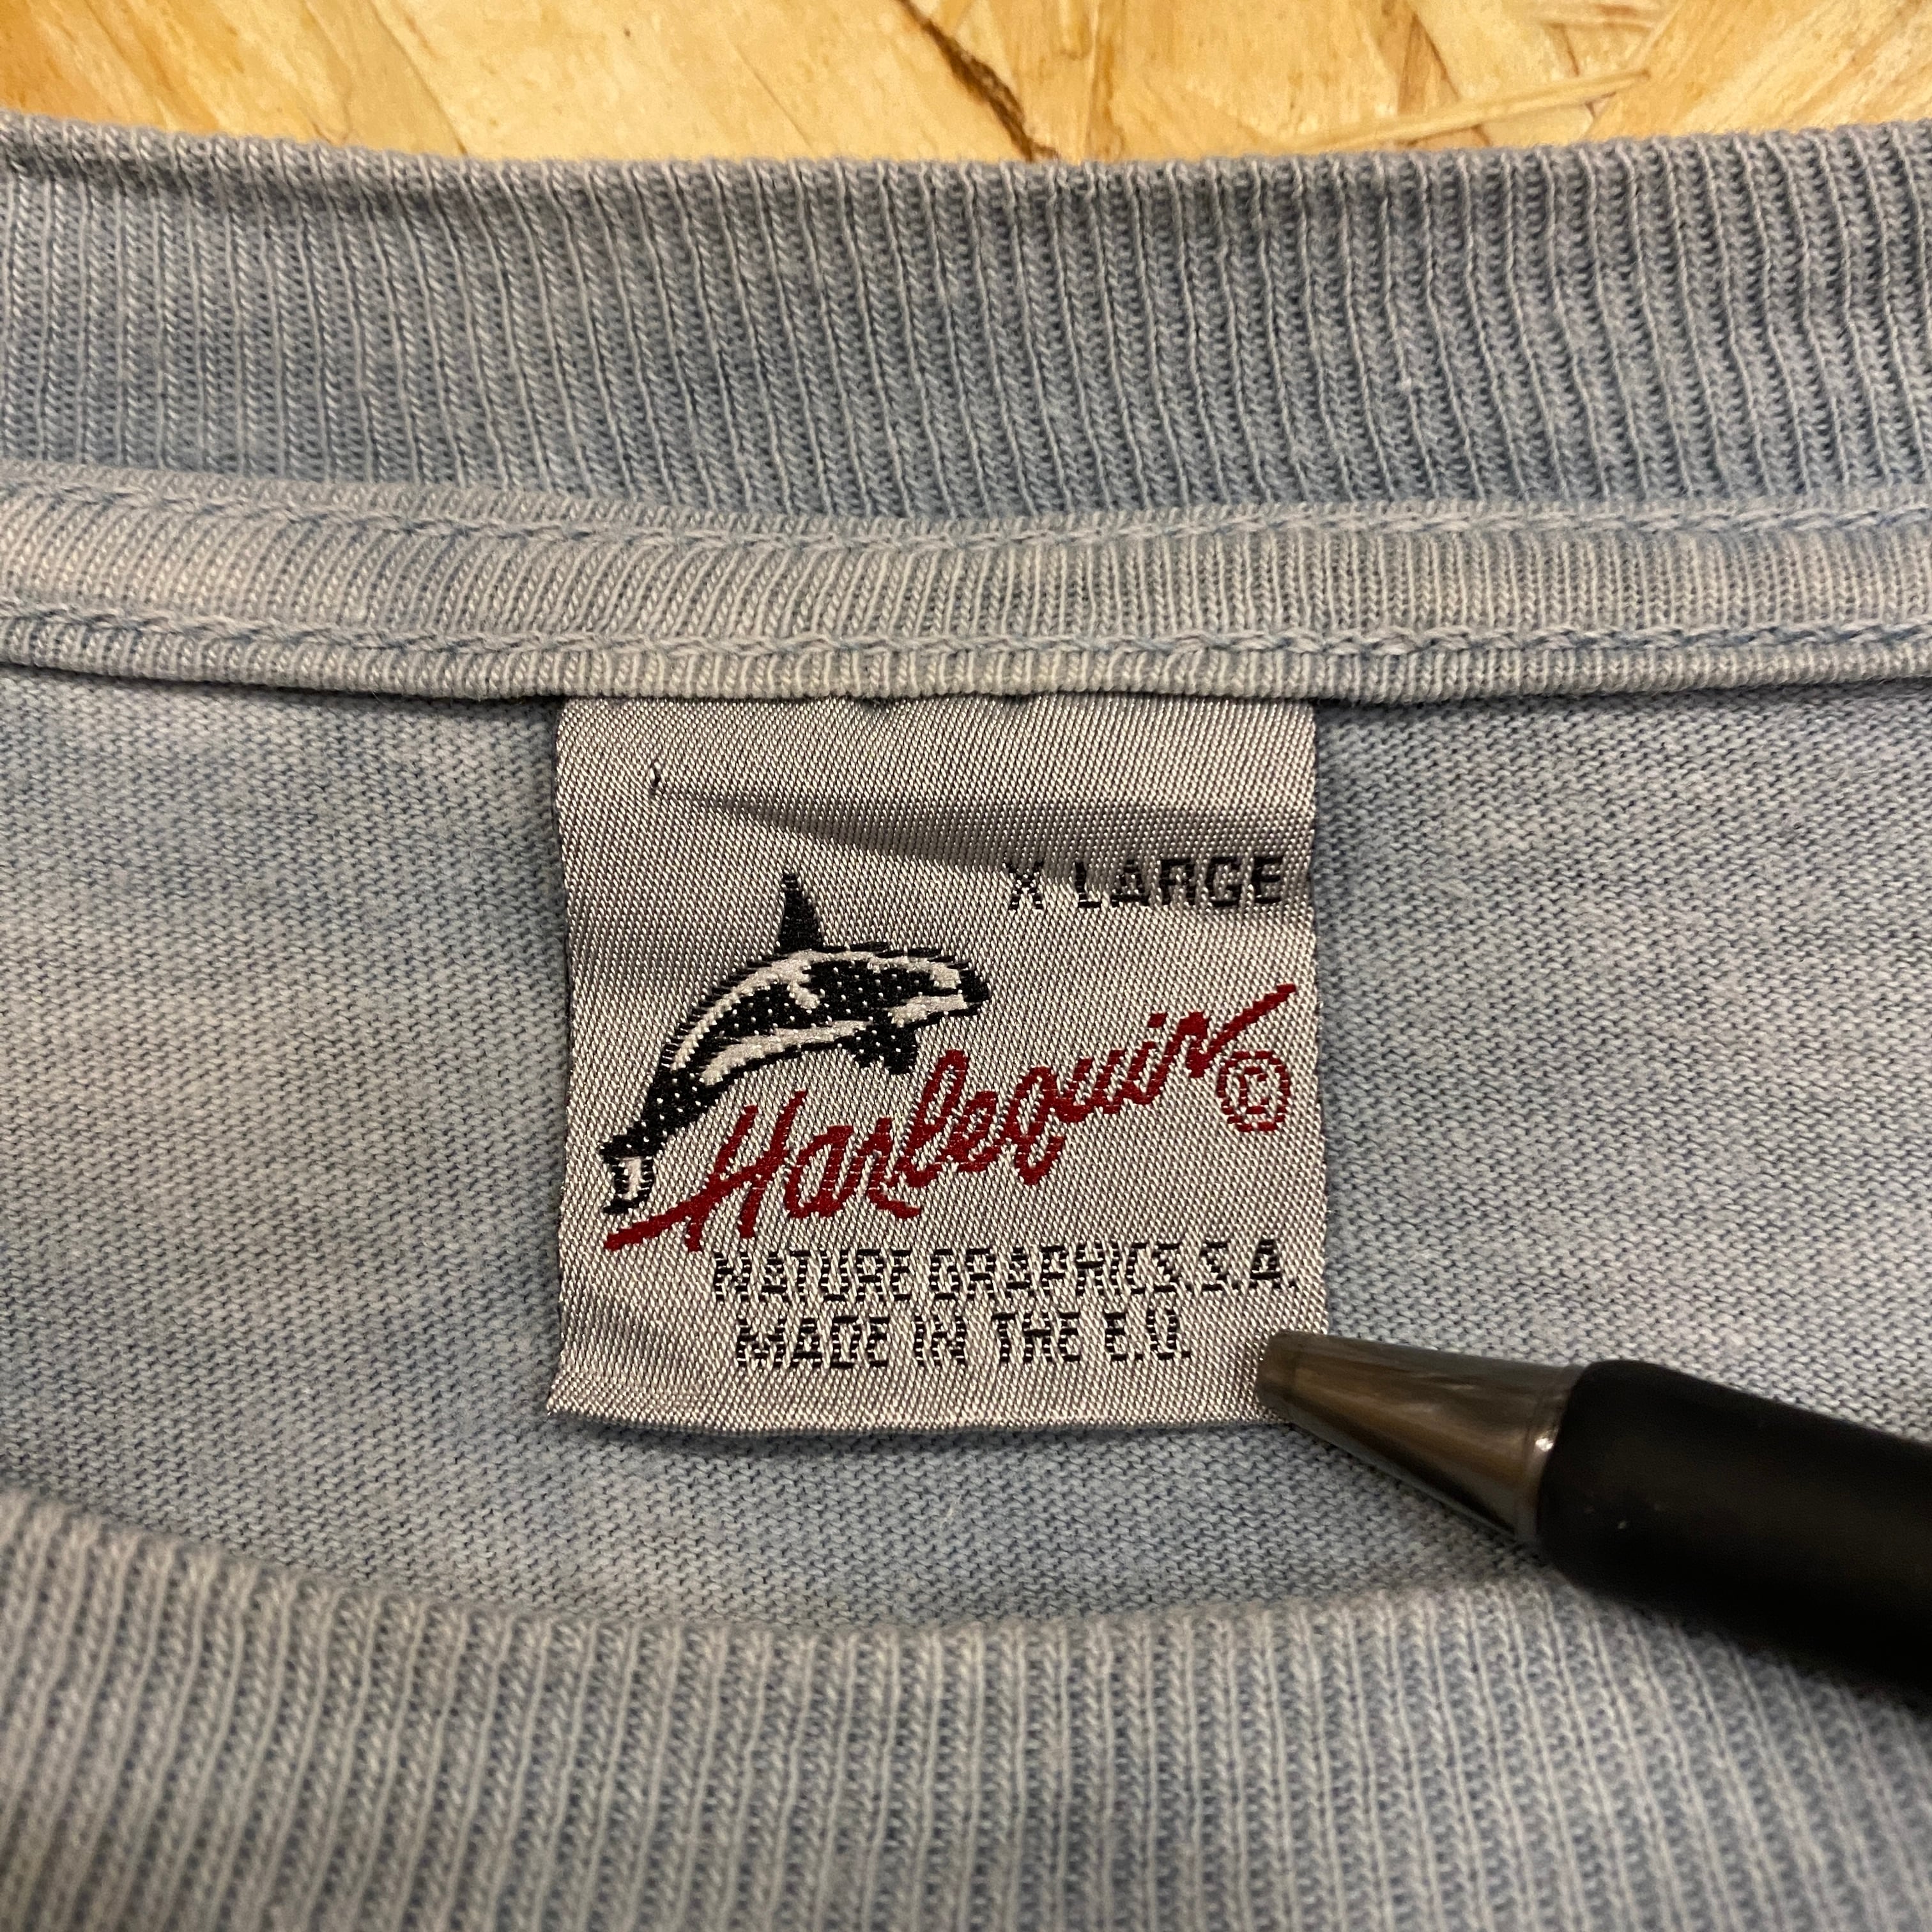 X LARGE
Harlequin ©
NATURE GRAPHICS S.A.
MADE IN THE E.U.